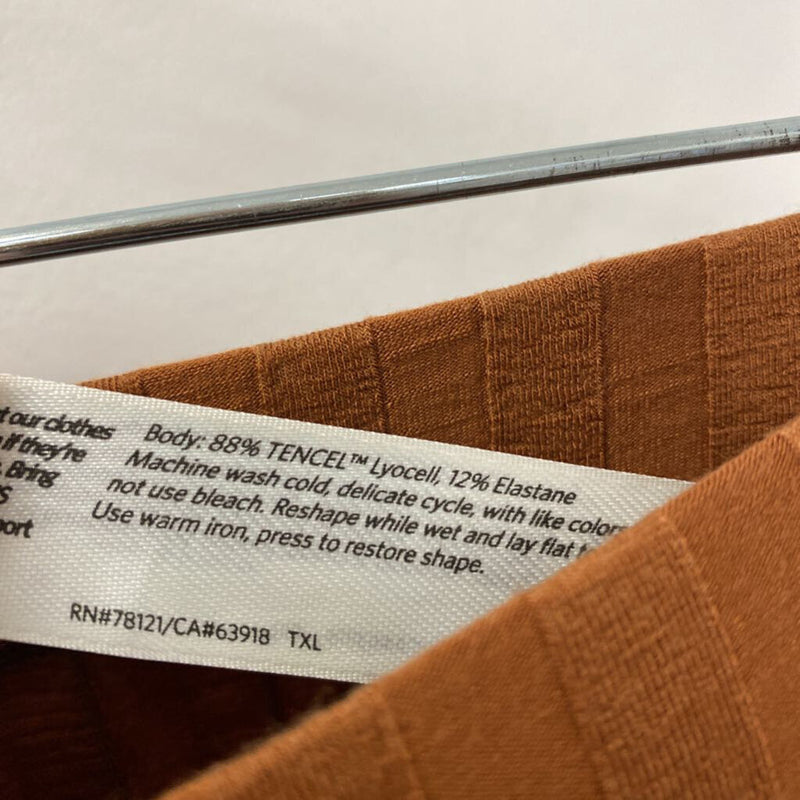 our clothes
If they're
Bring
Body: 88% TENCEL™ Lyocell, 12% Elastane
Machine wash cold, delicate cycle, with like
not use bleach. Reshape while wet and lay flat
Use warm iron, press to restore shape.
RN#78121/CA#63918 TXL